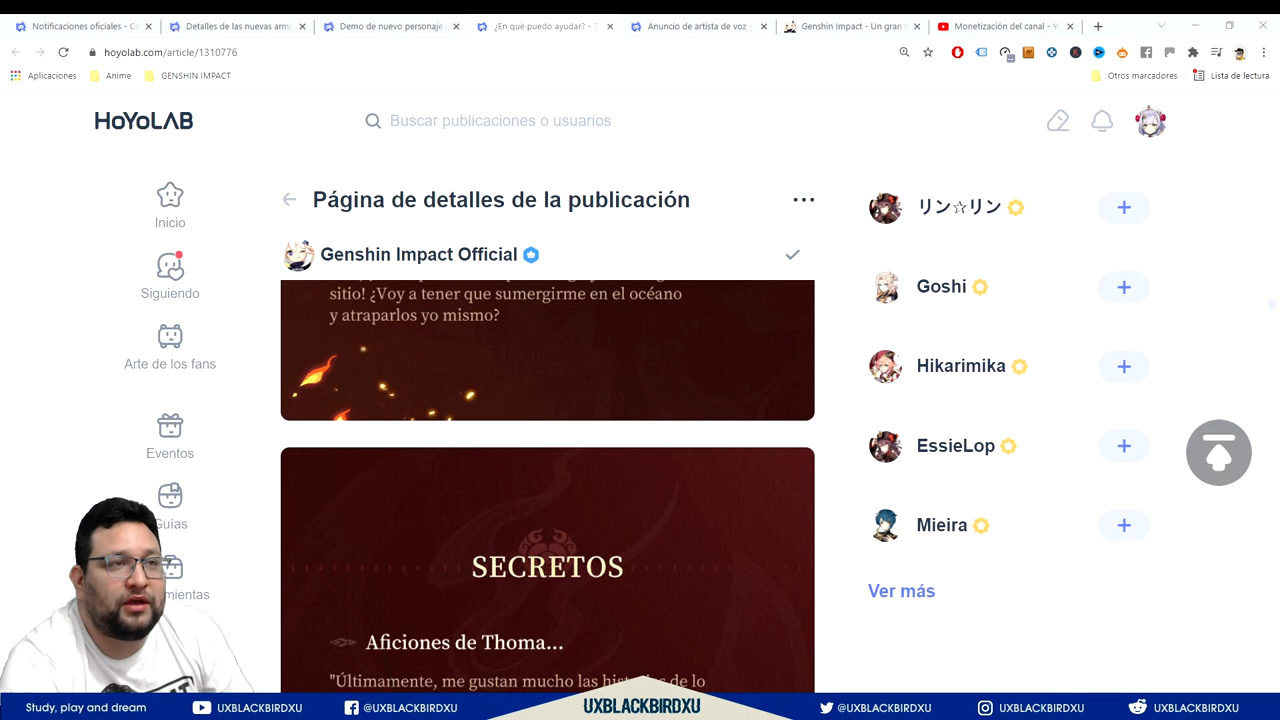 Notificaciones oficiales - C
Detalles de las nuevas arma
Demo de nuevo personaje
¿En qué puedo ayudar? - T
Anuncio de artista de voz -
Genshin Impact - Un gran
Monetización del canal - Yo
hoyolab.com/article/1310776
Aplicaciones
Anime
GENSHIN IMPACT
Otros marcadores
Lista de lectura
HoYoLAB
Buscar publicaciones o usuarios
Inicio
Siguiendo
Arte de los fans
Eventos
Guías
mientas
Página de detalles de la publicación
Genshin Impact Official
sitio! ¿Voy a tener que sumergirme en el océano
y atraparlos yo mismo?
SECRETOS
Aficiones de Thoma...
"Últimamente, me gustan mucho las de lo
リン☆リン
Goshi
Hikarimika
EssieLop
Mieira
Ver más
Study, play and dream
UXBLACKBIRDXU
@UXBLACKBIRDXU
UXBLACKBIRDXU
@UXBLACKBIRDXU
UXBLACKBIRDXU
UXBLACKBIRDXU